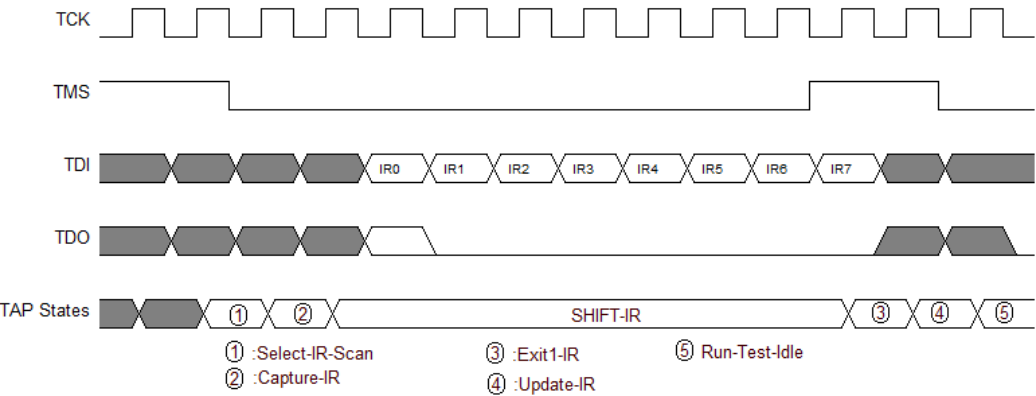 TCK
TMS
TDI IR0 IR1 IR2 IR3 IR4 IR5 IR6 IR7
TDO
TAP States 1 2 SHIFT-IR 3 4 5
1 :Select-IR-Scan 3 :Exit1-IR 5 Run-Test-Idle
2 :Capture-IR 4 :Update-IR